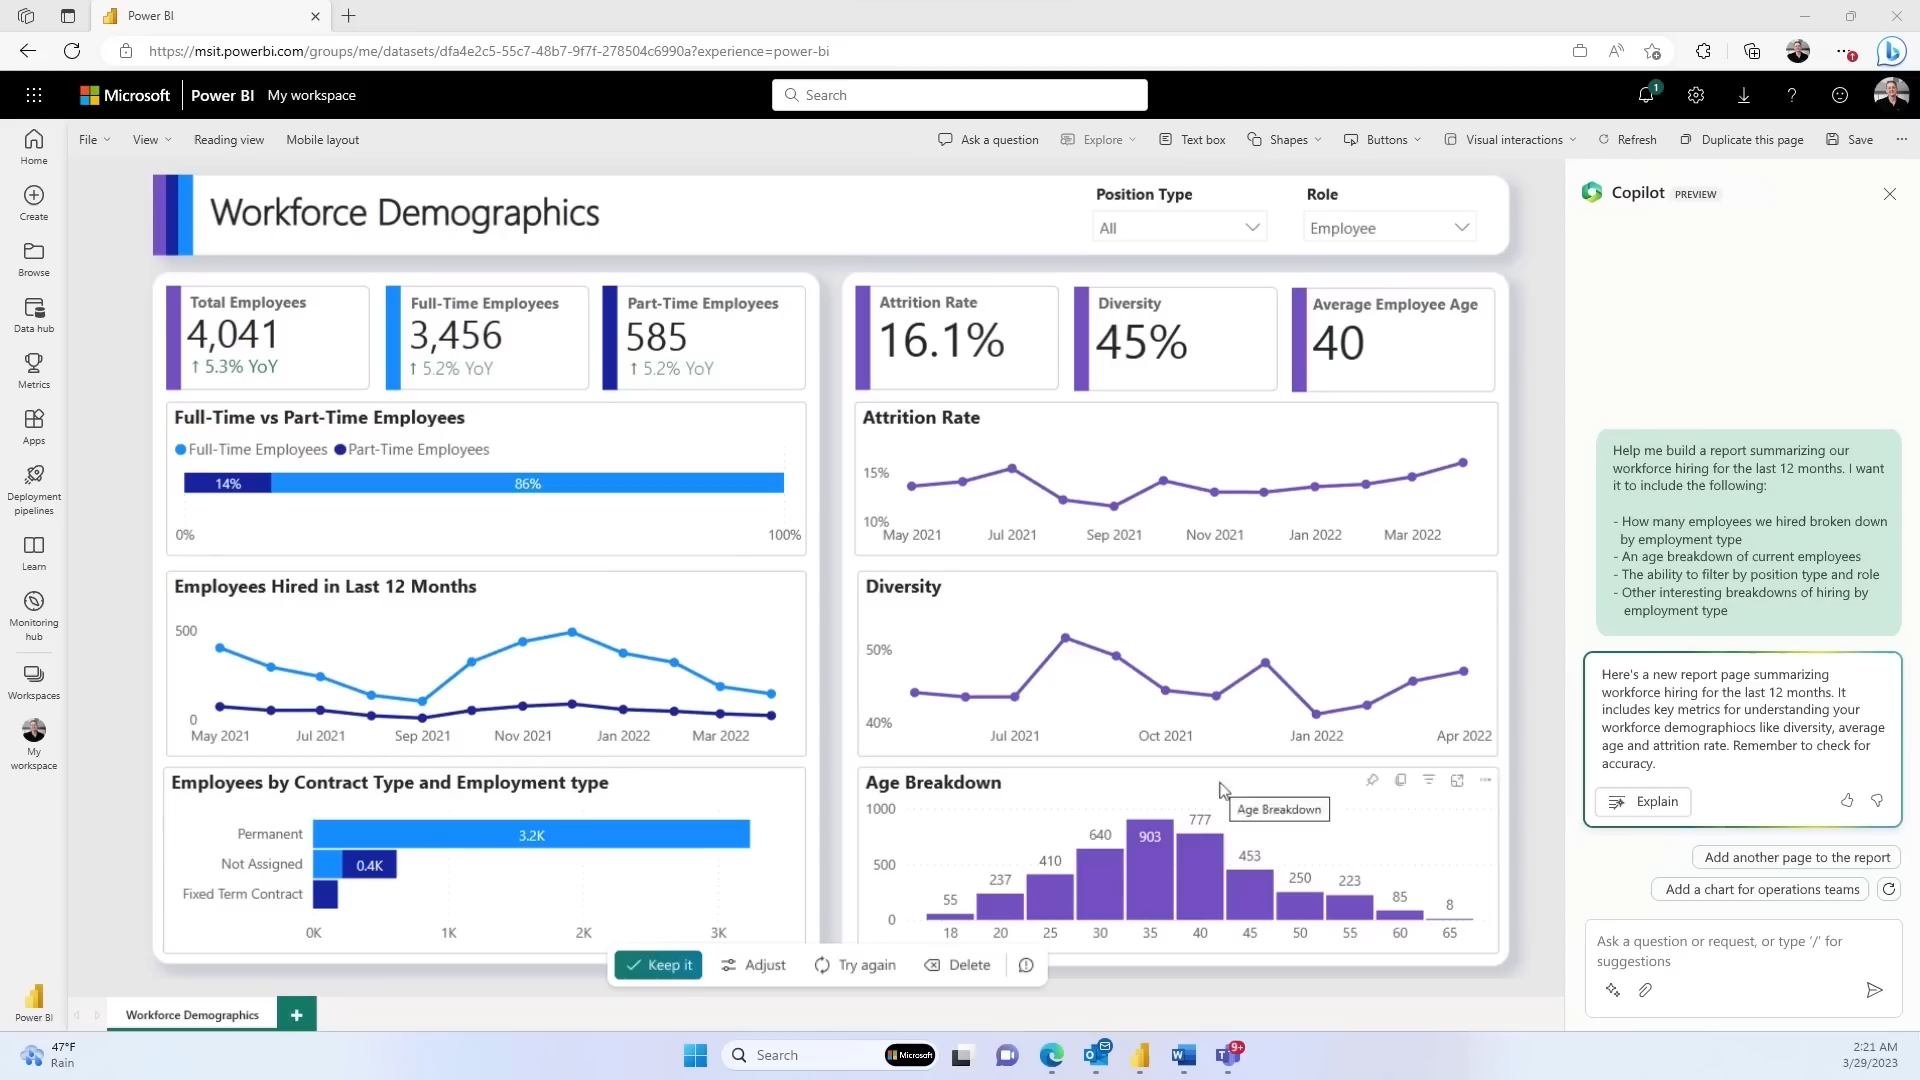 Power BI
https://msit.powerbi.com/groups/me/datasets/dfa4e2c5-55c7-48b7-9f7f-278504c6990a?experience=power-bi
Microsoft
Power BI
My workspace
Search
1
File
View
Reading view
Mobile layout
Ask a question
Explore
Text box
Shapes
Buttons
Visual interactions
Refresh
Duplicate this page
Save
Home
Create
Browse
Data hub
Metrics
Apps
Deployment
pipelines
Learn
Monitoring
hub
Workspaces
My
workspace
Power BI
Workforce Demographics
Position Type
All
Role
Employee
Total Employees
4,041
↑ 5.3% YoY
Full-Time Employees
3,456
↑ 5.2% YoY
Part-Time Employees
585
↑ 5.2% YoY
Attrition Rate
16.1%
Diversity
45%
Average Employee Age
40
Full-Time vs Part-Time Employees
Full-Time Employees
Part-Time Employees
14%
86%
0%
100%
Attrition Rate
15%
10%
May 2021
Jul 2021
Sep 2021
Nov 2021
Jan 2022
Mar 2022
Employees Hired in Last 12 Months
500
0
May 2021
Jul 2021
Sep 2021
Nov 2021
Jan 2022
Mar 2022
Diversity
50%
40%
Jul 2021
Oct 2021
Jan 2022
Apr 2022
Employees by Contract Type and Employment type
Permanent
3.2K
Not Assigned
0.4K
Fixed Term Contract
0K
1K
2K
3K
Age Breakdown
Age Breakdown
1000
500
0
55
237
410
640
903
777
453
250
223
85
8
18
20
25
30
35
40
45
50
55
60
65
Keep it
Adjust
Try again
Delete
Workforce Demographics
Copilot PREVIEW
Help me build a report summarizing our
workforce hiring for the last 12 months. I want
it to include the following:
- How many employees we hired broken down
by employment type
- An age breakdown of current employees
- The ability to filter by position type and role
- Other interesting breakdowns of hiring by
employment type
Here's a new report page summarizing
workforce hiring for the last 12 months. It
includes key metrics for understanding your
workforce demographiocs like diversity, average
age and attrition rate. Remember to check for
accuracy.
Explain
Add another page to the report
Add a chart for operations teams
Ask a question or request, or type '/' for
suggestions
47°F
Rain
Search
Microsoft
9+
2:21 AM
3/29/2023